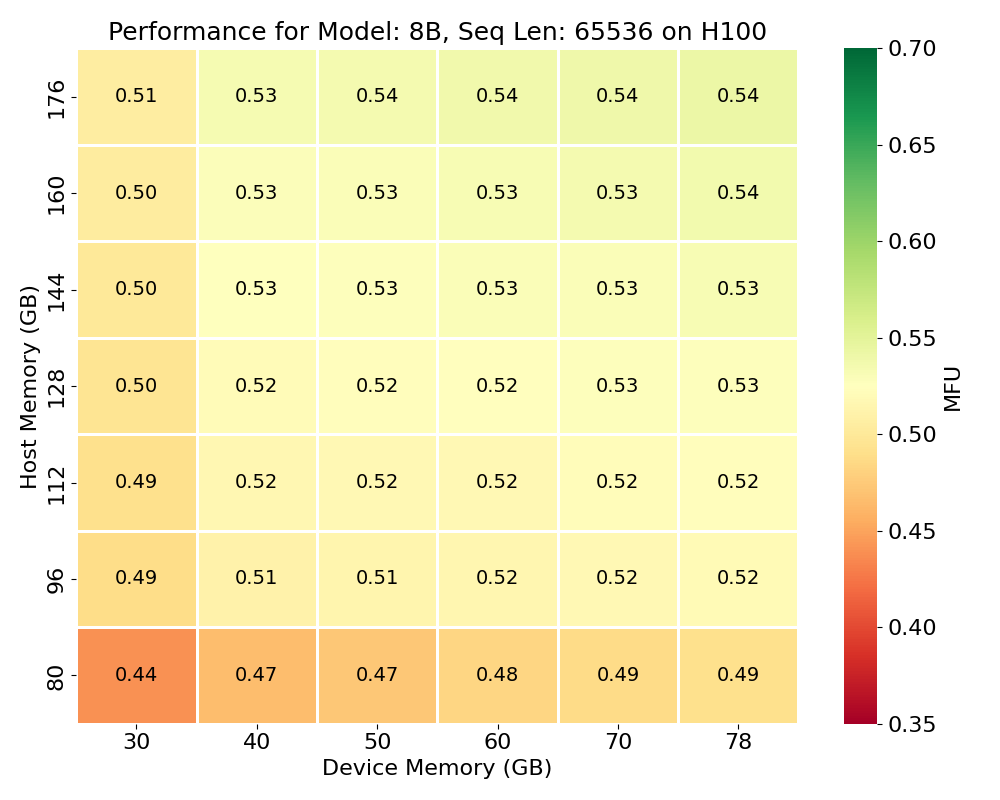 Performance for Model: 8B, Seq Len: 65536 on H100
176 0.51 0.53 0.54 0.54 0.54 0.54
160 0.50 0.53 0.53 0.53 0.53 0.54
144 0.50 0.53 0.53 0.53 0.53 0.53
128 0.50 0.52 0.52 0.52 0.53 0.53
112 0.49 0.52 0.52 0.52 0.52 0.52
96 0.49 0.51 0.51 0.52 0.52 0.52
80 0.44 0.47 0.47 0.48 0.49 0.49
30 40 50 60 70 78
Device Memory (GB)
Host Memory (GB)
0.70
0.65
0.60
0.55
0.50
0.45
0.40
0.35
MFU